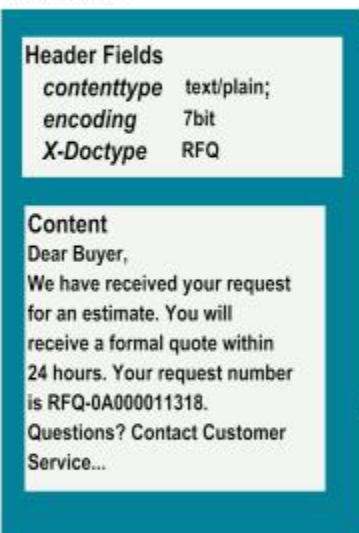 Header Fields
contenttype text/plain;
encoding 7bit
X-Doctype RFQ
Content
Dear Buyer,
We have received your request
for an estimate. You will
receive a formal quote within
24 hours. Your request number
is RFQ-0A000011318.
Questions? Contact Customer
Service...